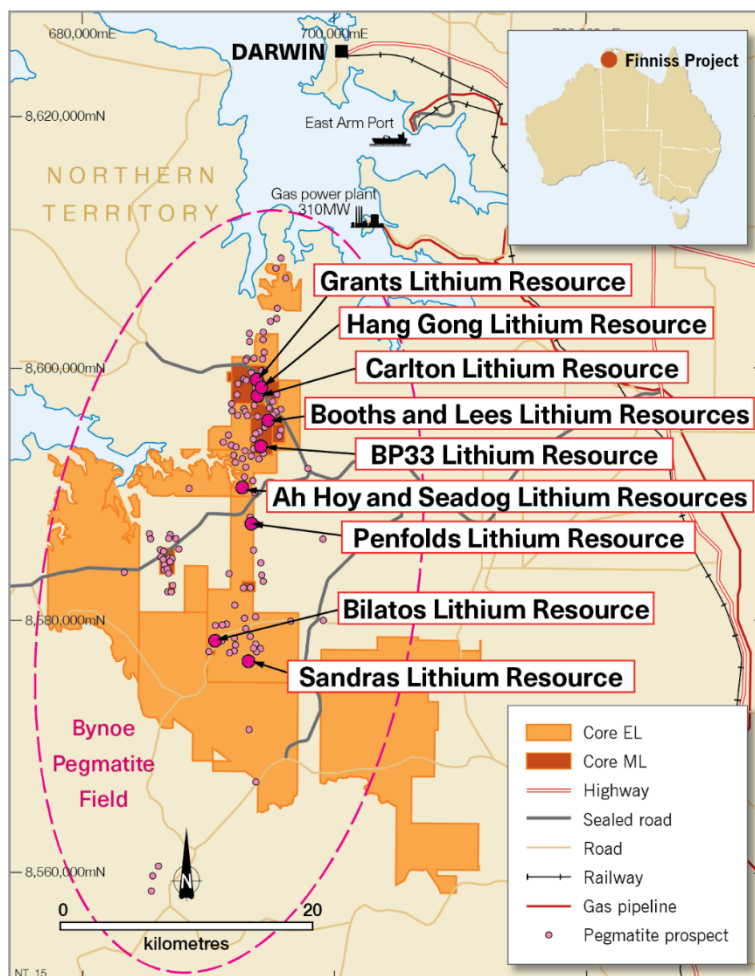 680,000mE
700,000mE
DARWIN
Finniss Project
8,620,000mN
East Arm Port
NORTHERN
TERRITORY
Gas power plant
310MW
Grants Lithium Resource
Hang Gong Lithium Resource
8,600,000mN
Carlton Lithium Resource
Booths and Lees Lithium Resources
BP33 Lithium Resource
Ah Hoy and Seadog Lithium Resources
Penfolds Lithium Resource
8,580,000mN
Bilatos Lithium Resource
Sandras Lithium Resource
Bynoe
Pegmatite
Field
Core EL
Core ML
Highway
Sealed road
Road
Railway
Gas pipeline
Pegmatite prospect
8,560,000mN
N
0 20
kilometres
NT_15